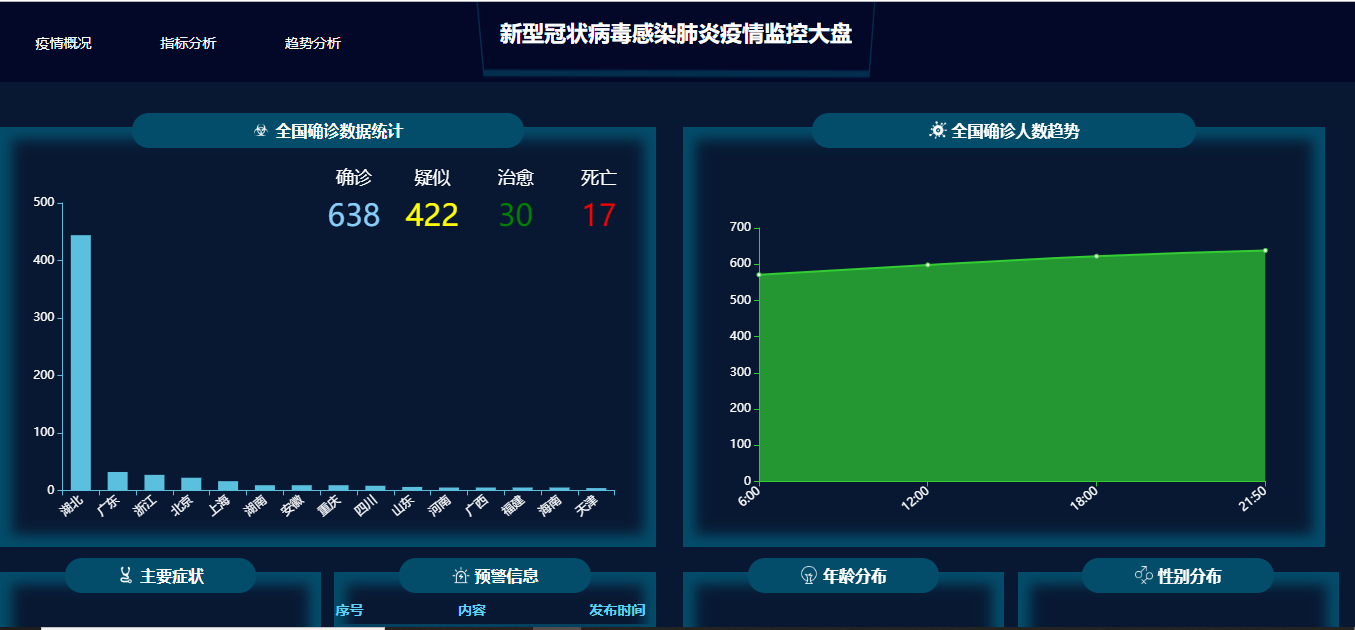 疫情概况
指标分析
趋势分析
新型冠状病毒感染肺炎疫情监控大盘
全国确诊数据统计
确诊 疑似 治愈 死亡
638 422 30 17
500
400
300
200
100
0
湖北 广东 浙江 北京 上海 湖南 安徽 重庆 四川 山东 河南 广西 福建 海南 天津
全国确诊人数趋势
700
600
500
400
300
200
100
0
6:00 12:00 18:00 21:50
主要症状
预警信息
序号 内容 发布时间
年龄分布
性别分布